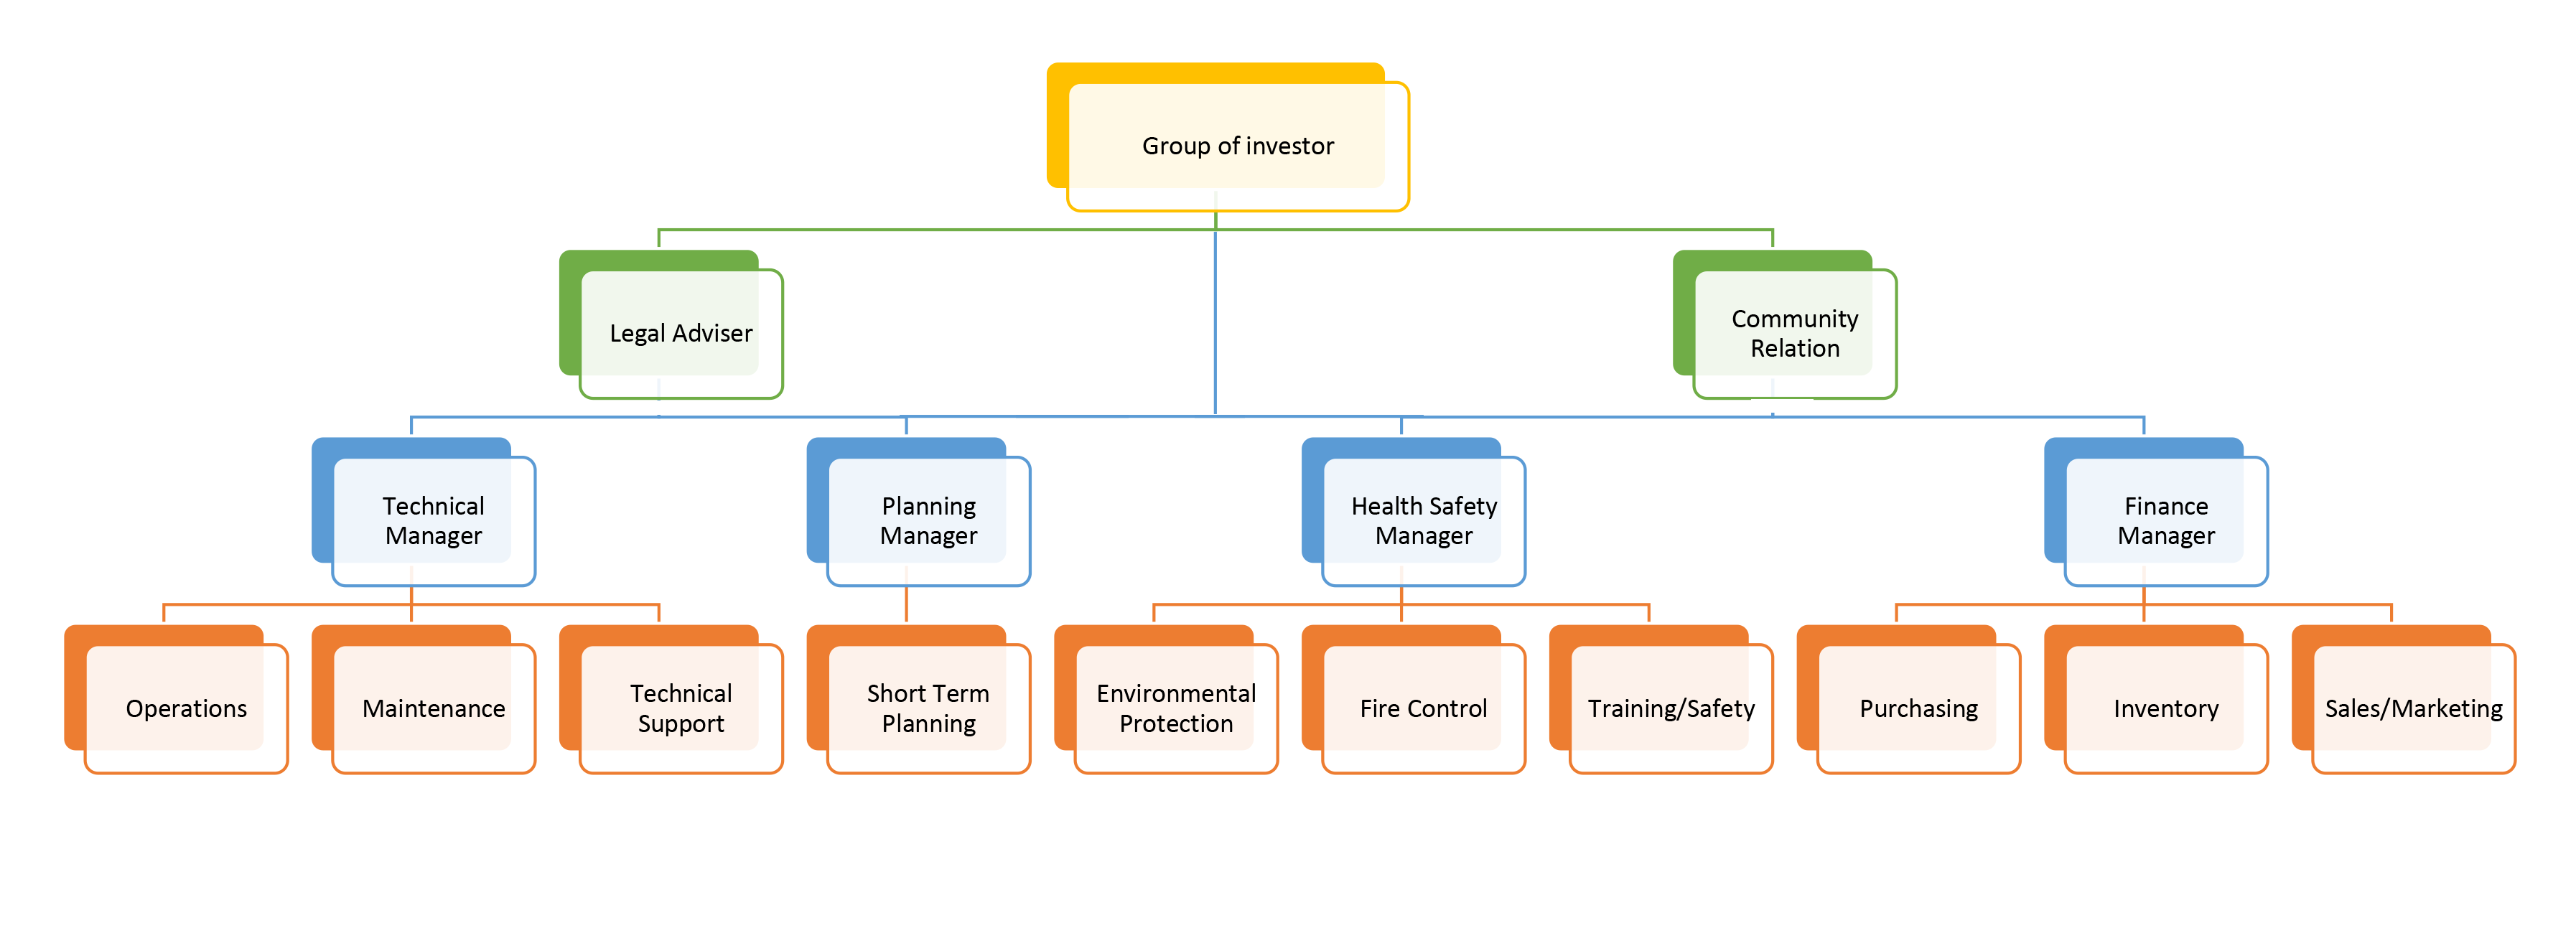 Group of investor
Legal Adviser
Community
Relation
Technical
Manager
Planning
Manager
Health Safety
Manager
Finance
Manager
Operations
Maintenance
Technical
Support
Short Term
Planning
Environmental
Protection
Fire Control
Training/Safety
Purchasing
Inventory
Sales/Marketing